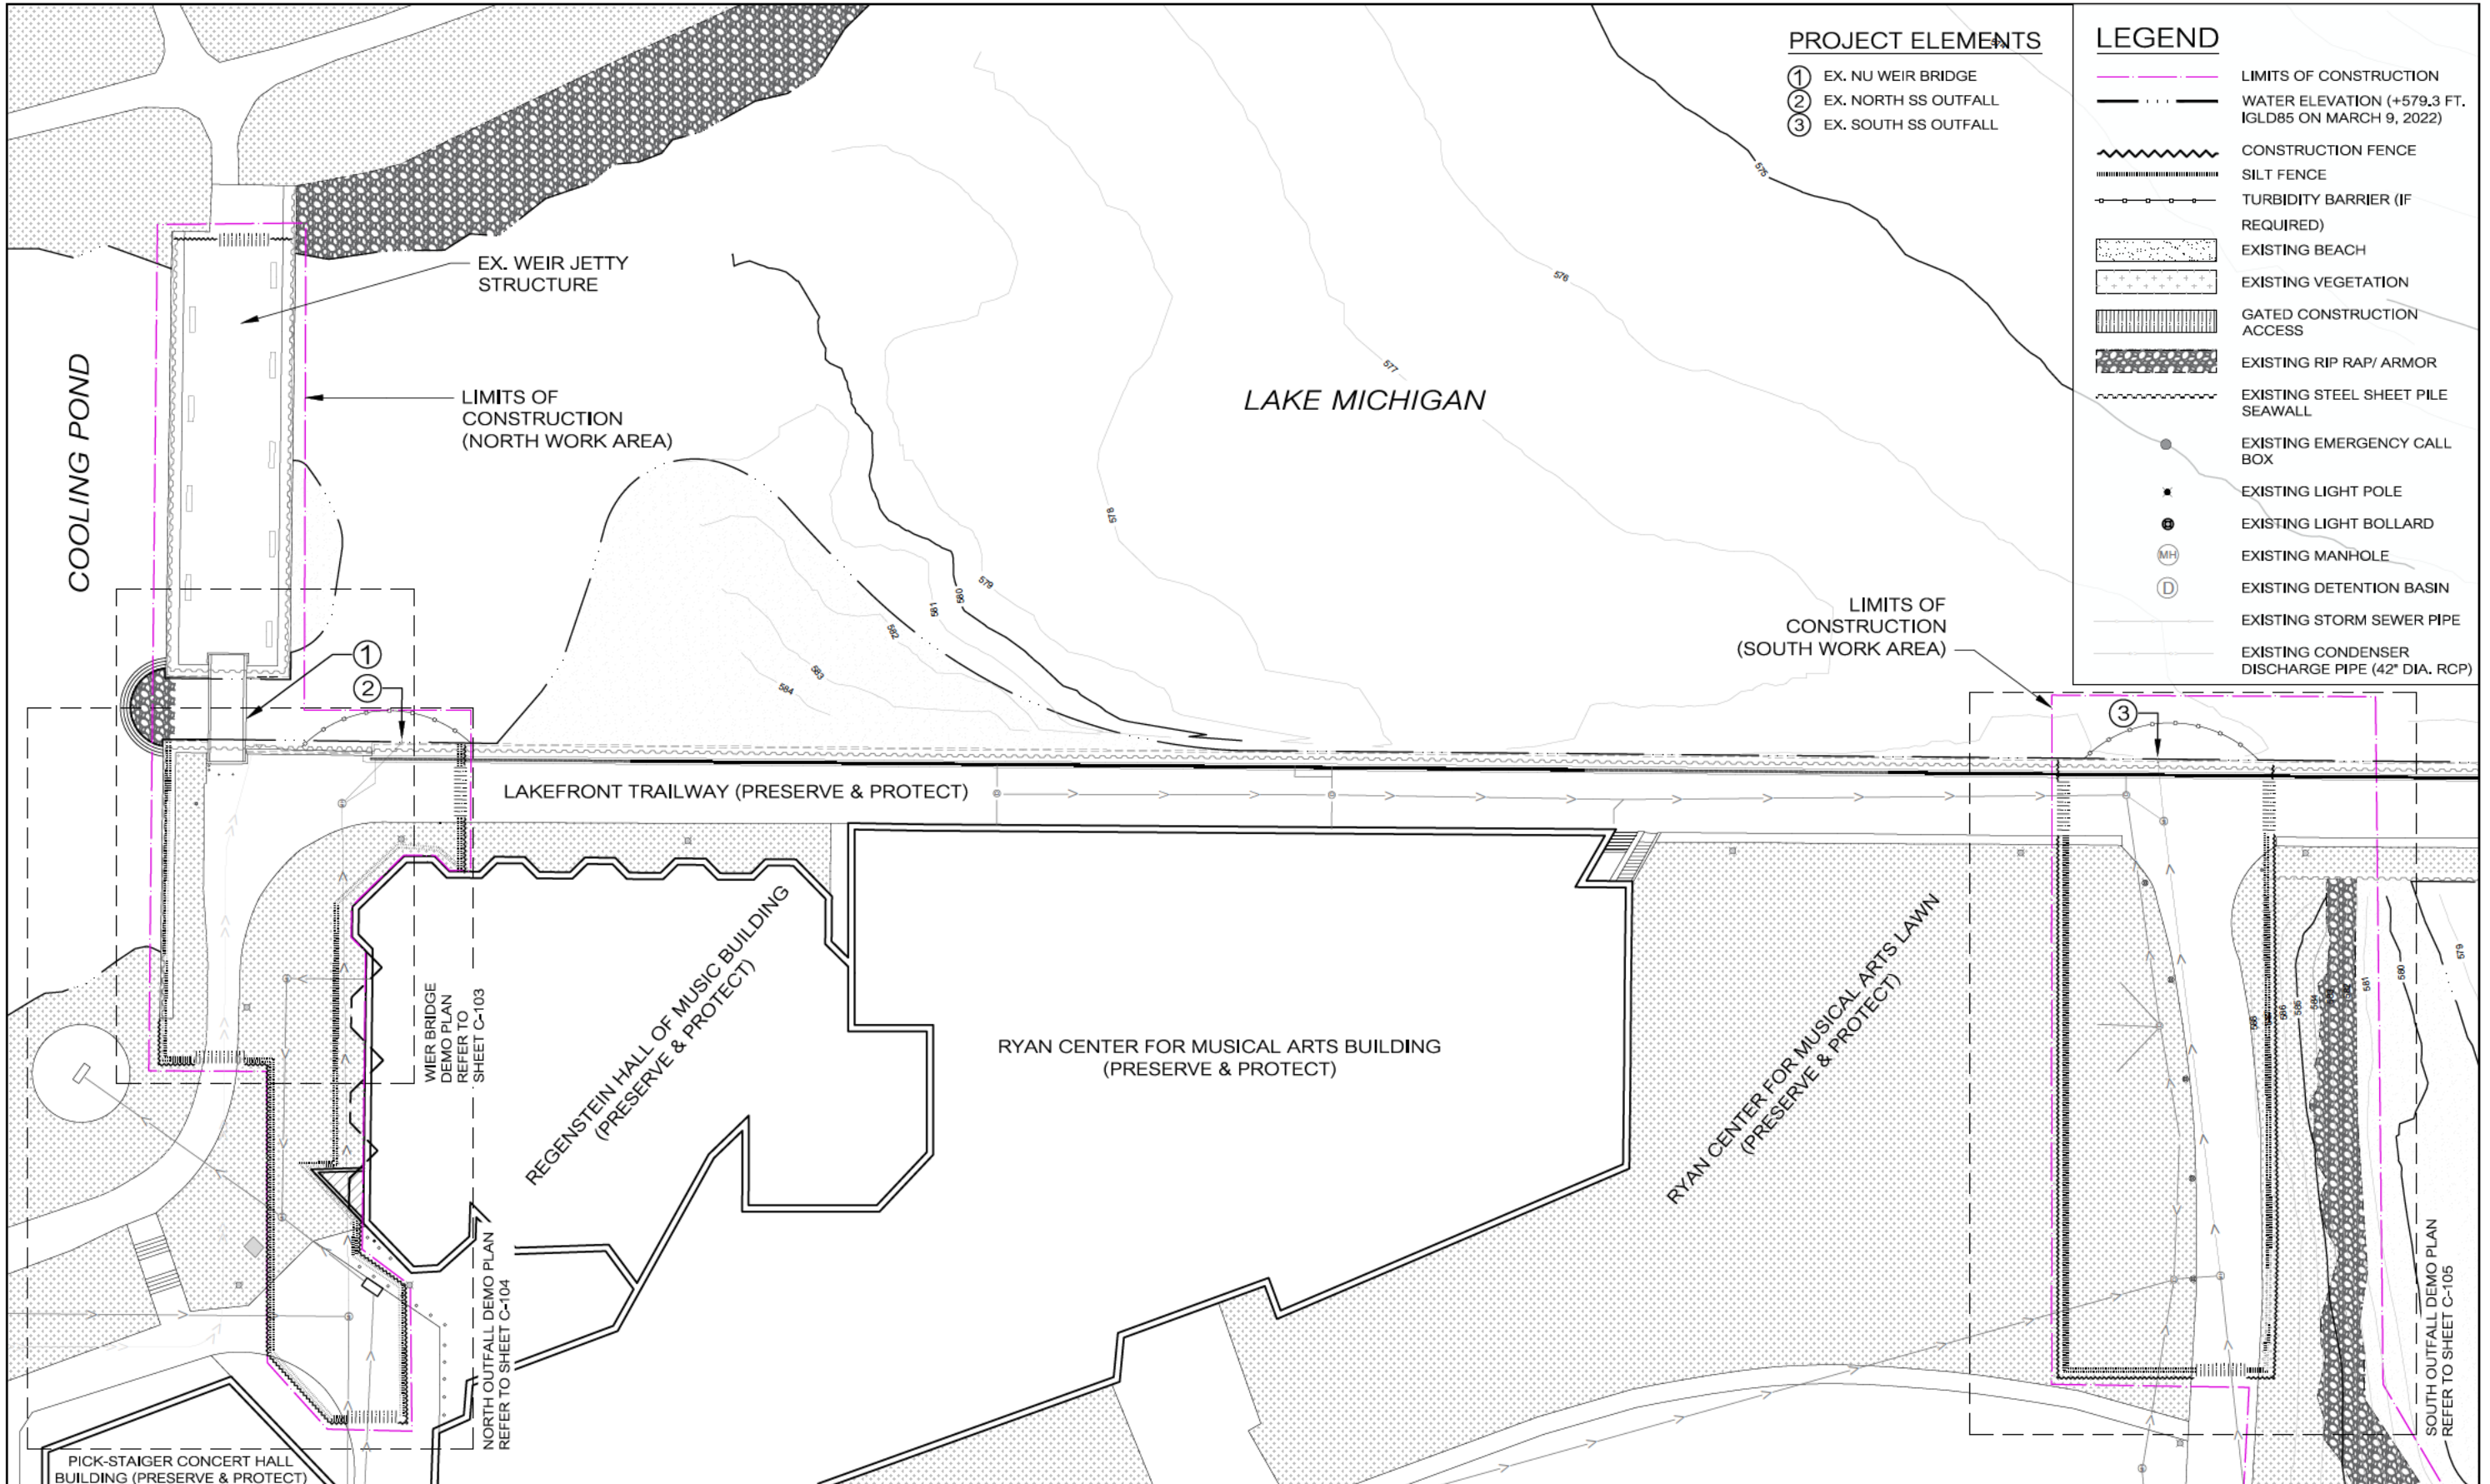 PROJECT ELEMENTS
1 EX. NU WEIR BRIDGE
2 EX. NORTH SS OUTFALL
3 EX. SOUTH SS OUTFALL
LEGEND
LIMITS OF CONSTRUCTION
WATER ELEVATION (+579.3 FT.
IGLD85 ON MARCH 9, 2022)
CONSTRUCTION FENCE
SILT FENCE
TURBIDITY BARRIER (IF
REQUIRED)
EXISTING BEACH
EXISTING VEGETATION
GATED CONSTRUCTION
ACCESS
EXISTING RIP RAP/ ARMOR
EXISTING STEEL SHEET PILE
SEAWALL
EXISTING EMERGENCY CALL
BOX
EXISTING LIGHT POLE
EXISTING LIGHT BOLLARD
MH EXISTING MANHOLE
D EXISTING DETENTION BASIN
EXISTING STORM SEWER PIPE
EXISTING CONDENSER
DISCHARGE PIPE (42" DIA. RCP)
EX. WEIR JETTY
STRUCTURE
COOLING POND
LIMITS OF
CONSTRUCTION
(NORTH WORK AREA)
LAKE MICHIGAN
575
576
577
578
579
580
581
582
583
584
LIMITS OF
CONSTRUCTION
(SOUTH WORK AREA)
1
2
3
LAKEFRONT TRAILWAY (PRESERVE & PROTECT)
WIER BRIDGE
DEMO PLAN
REFER TO
SHEET C-103
REGENSTEIN HALL OF MUSIC BUILDING
(PRESERVE & PROTECT)
RYAN CENTER FOR MUSICAL ARTS BUILDING
(PRESERVE & PROTECT)
RYAN CENTER FOR MUSICAL ARTS LAWN
(PRESERVE & PROTECT)
586
585
584
581
580
579
NORTH OUTFALL DEMO PLAN
REFER TO SHEET C-104
SOUTH OUTFALL DEMO PLAN
REFER TO SHEET C-105
PICK-STAIGER CONCERT HALL
BUILDING (PRESERVE & PROTECT)